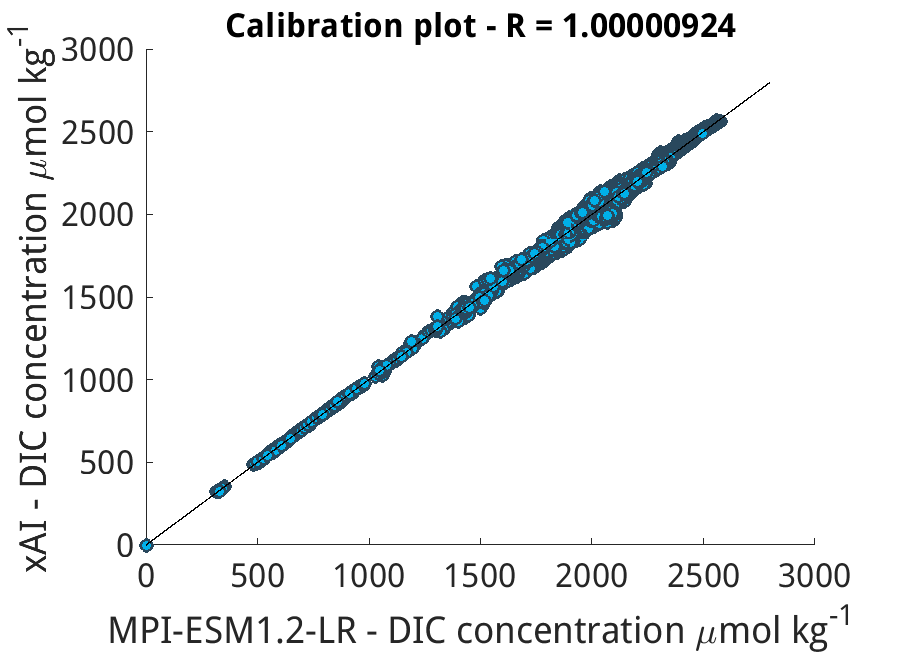 Calibration plot - R = 1.00000924
xAI - DIC concentration μmol kg-1
3000
2500
2000
1500
1000
500
0
0 500 1000 1500 2000 2500 3000
MPI-ESM1.2-LR - DIC concentration μmol kg-1